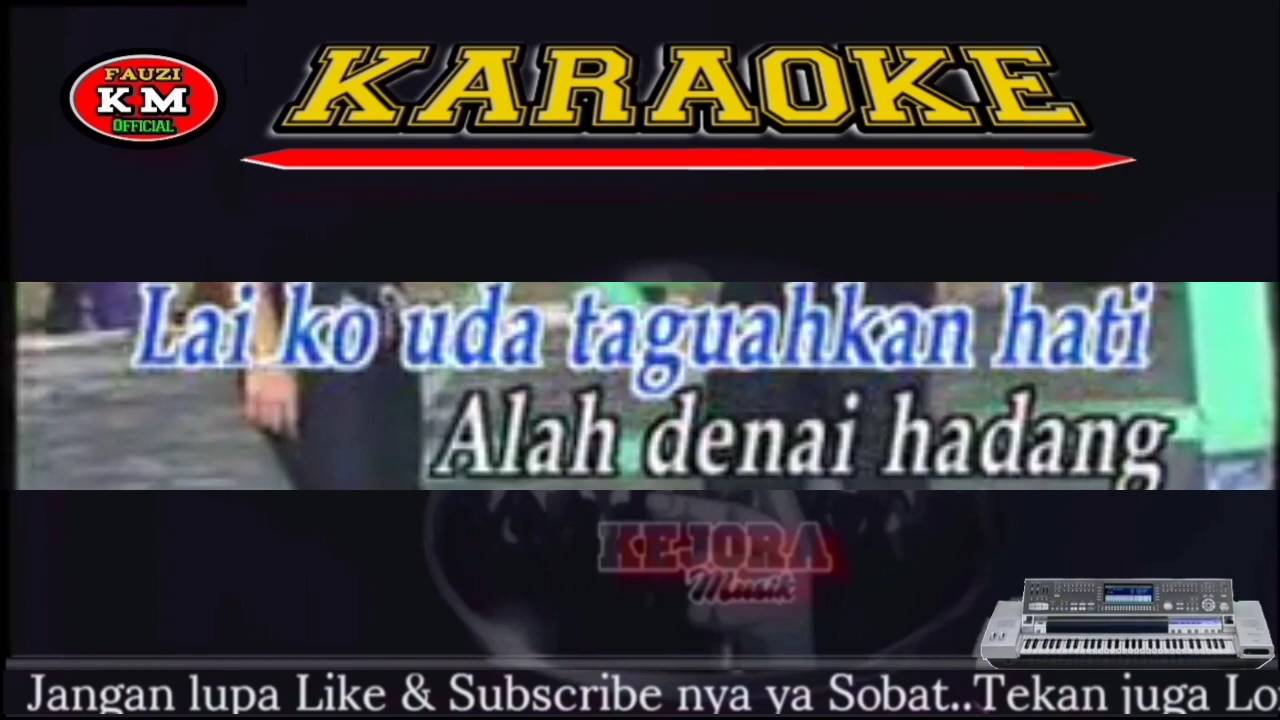 FAUZI
KM
OFFICIAL
KARAOKE
Lai ko uda taguahkan hati
Alah denai hadang
KEJORA
Musik
Jangan lupa Like & Subscribe nya ya Sobat..Tekan juga Lo